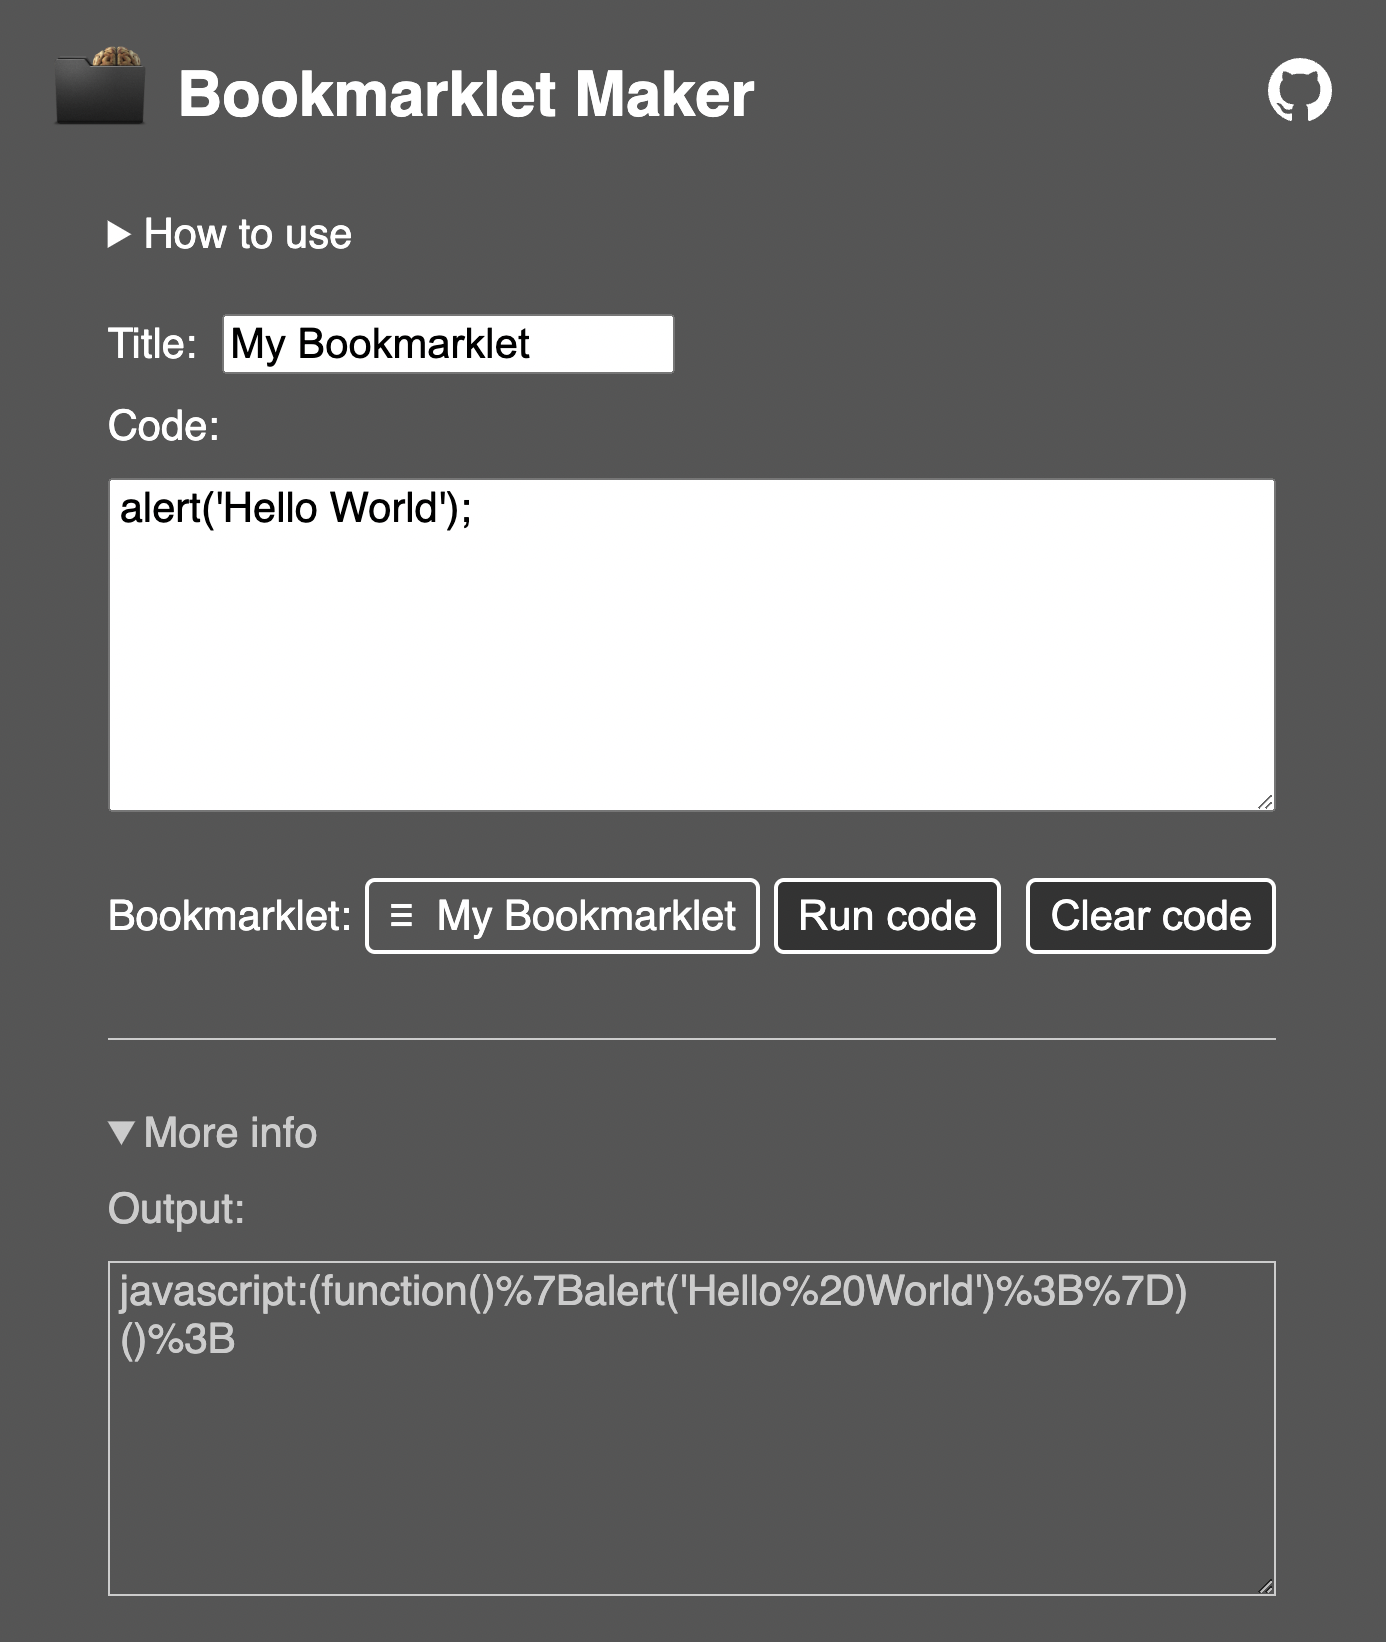 Bookmarklet Maker
How to use
Title: My Bookmarklet
Code:
alert('Hello World');
Bookmarklet: ☰ My Bookmarklet Run code Clear code
More info
Output:
javascript:(function()%7Balert('Hello%20World')%3B%7D)
()%3B